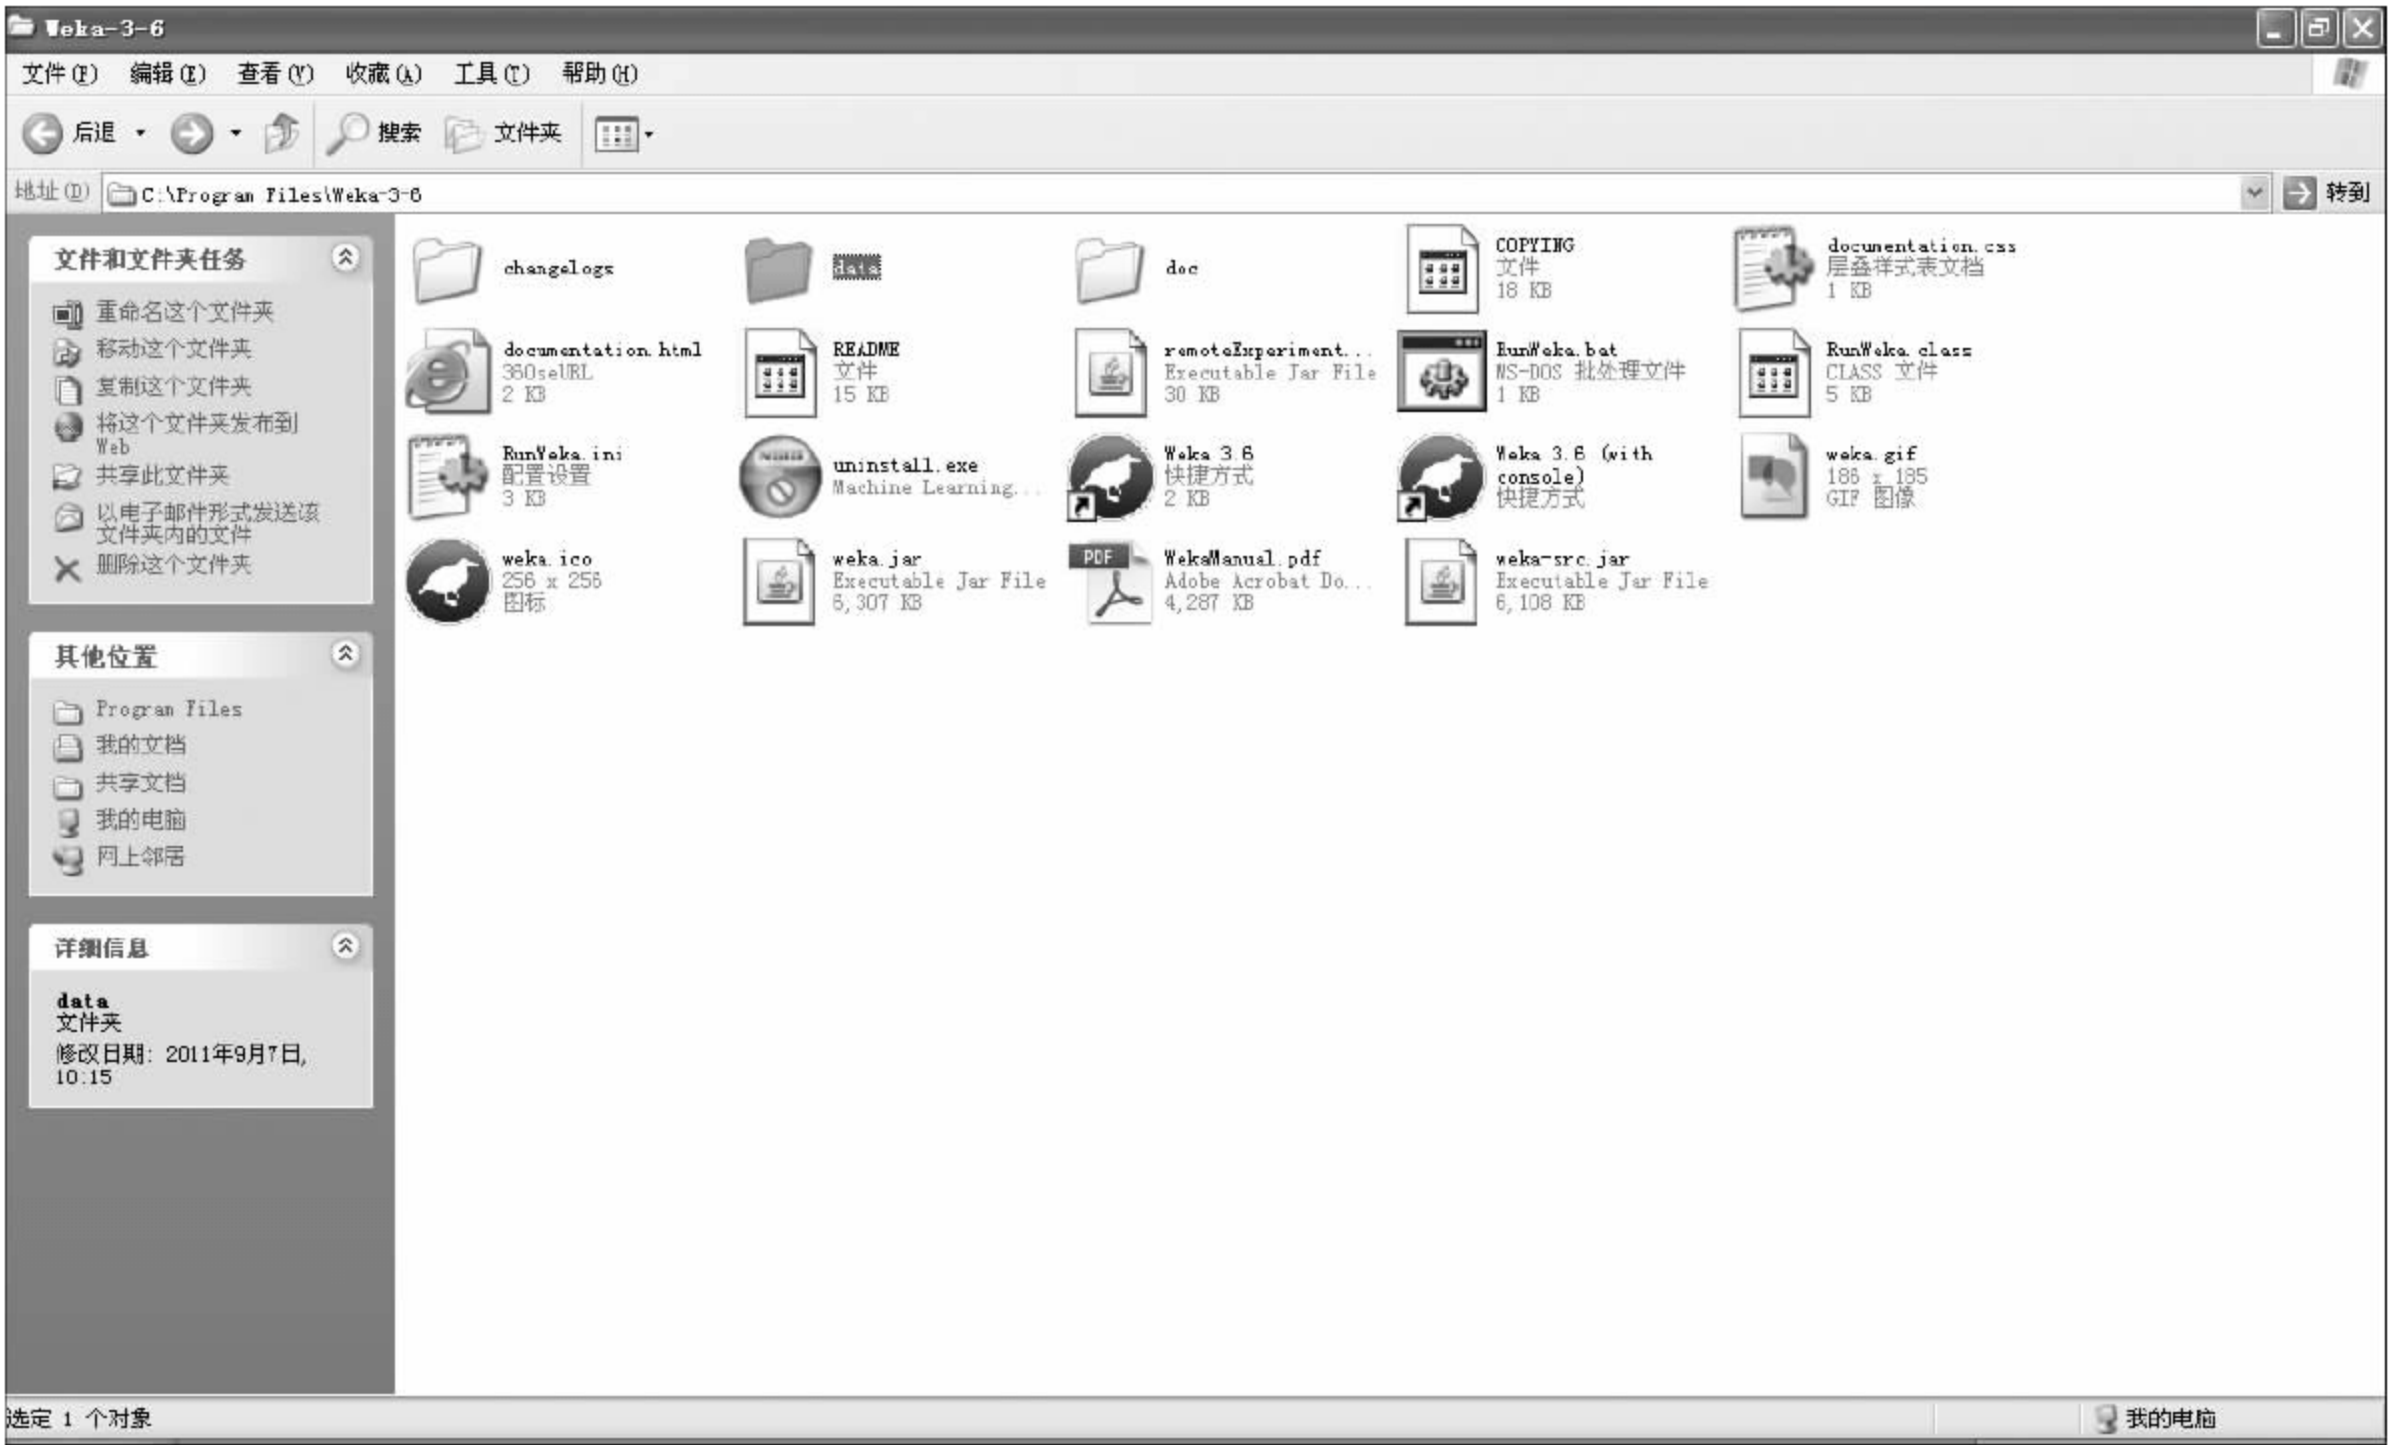 Weka-3-6
文件(F) 编辑(E) 查看(V) 收藏(A) 工具(T) 帮助(H)
后退 搜索 文件夹
地址(D) C:\Program Files\Weka-3-6 转到
文件和文件夹任务
重命名这个文件夹
移动这个文件夹
复制这个文件夹
将这个文件夹发布到
Web
共享此文件夹
以电子邮件形式发送该
文件夹内的文件
删除这个文件夹
其他位置
Program Files
我的文档
共享文档
我的电脑
网上邻居
详细信息
data
文件夹
修改日期: 2011年9月7日,
10:15
changelogs
data
doc
COPYING
文件
18 KB
documentation.css
层叠样式表文档
1 KB
documentation.html
360seURL
2 KB
README
文件
15 KB
remoteExperiment...
Executable Jar File
30 KB
RunWeka.bat
MS-DOS 批处理文件
1 KB
RunWeka.class
CLASS 文件
5 KB
RunWeka.ini
配置设置
3 KB
uninstall.exe
Machine Learning...
Weka 3.6
快捷方式
2 KB
Weka 3.6 (with
console)
快捷方式
weka.gif
186 x 185
GIF 图像
weka.ico
256 x 256
图标
weka.jar
Executable Jar File
6,307 KB
PDF
WekaManual.pdf
Adobe Acrobat Do...
4,287 KB
weka-src.jar
Executable Jar File
6,108 KB
选定 1 个对象
我的电脑